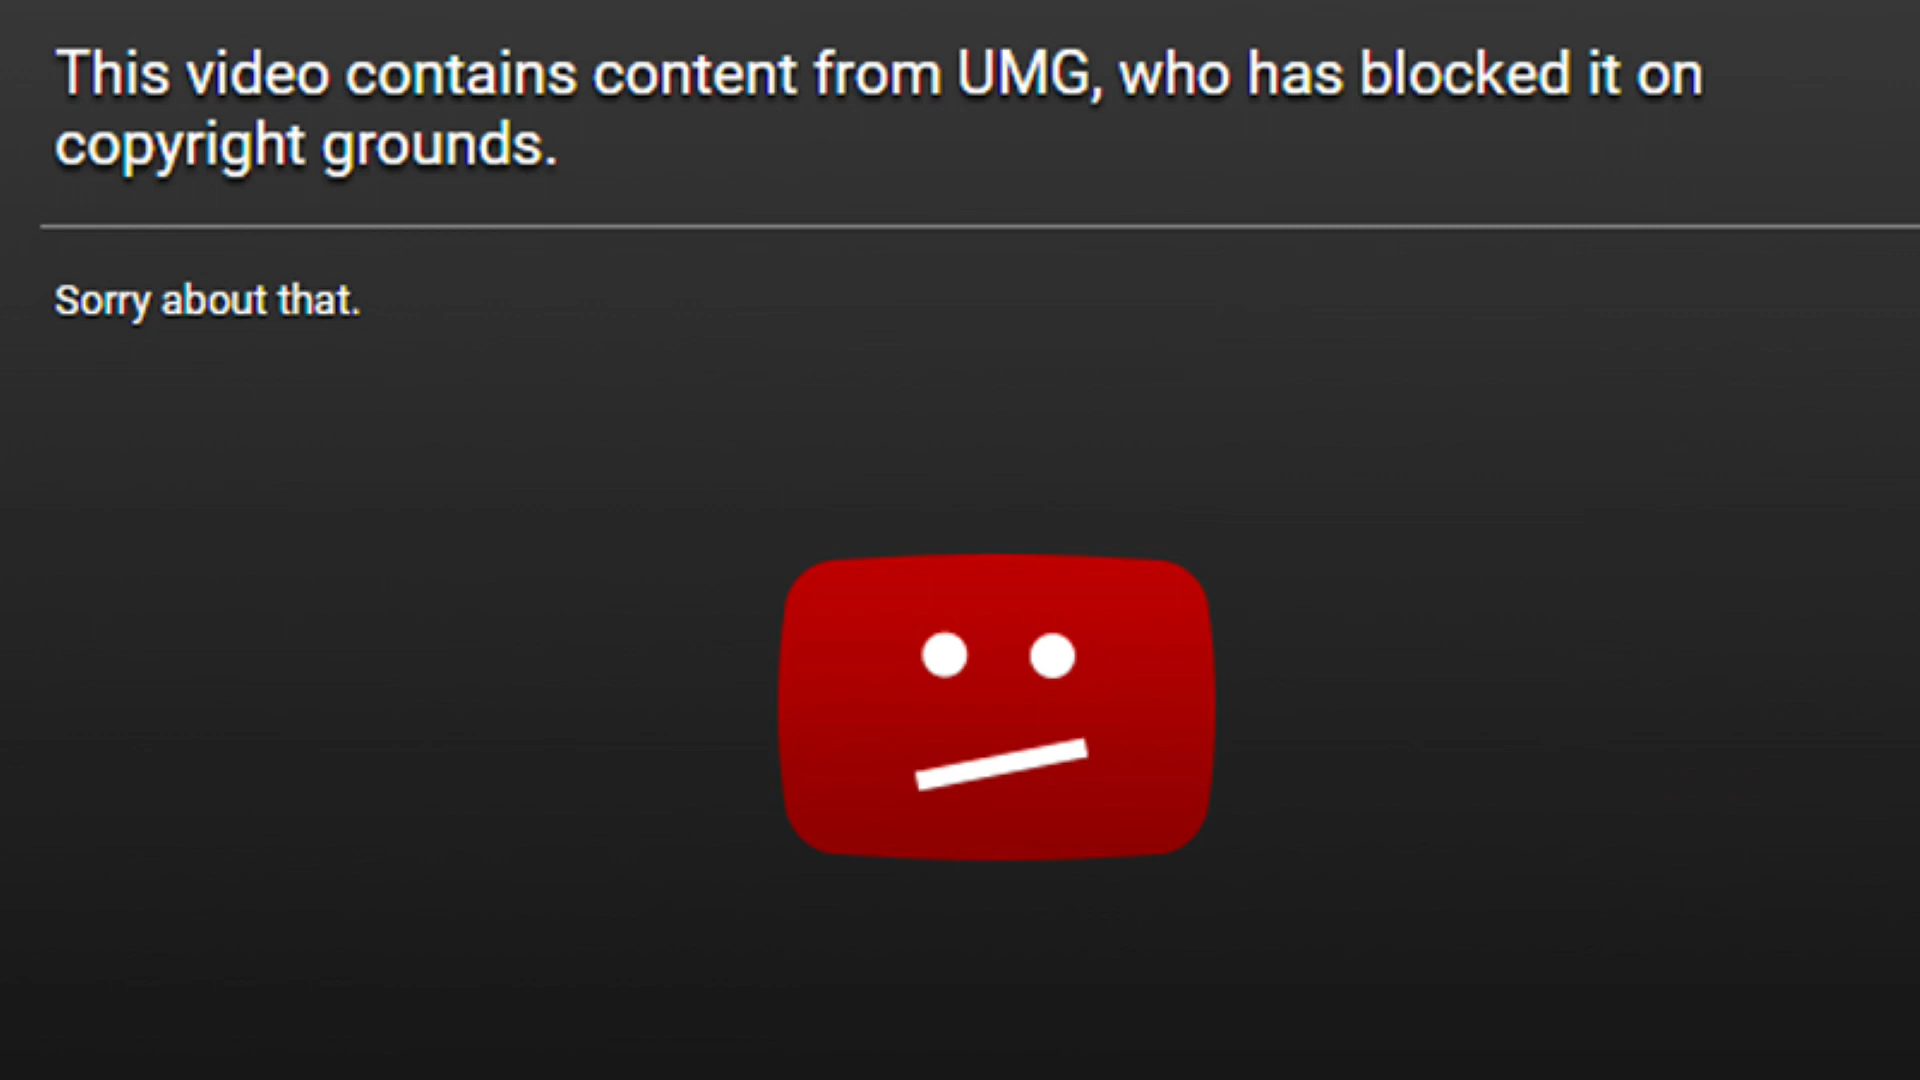 This video contains content from UMG, who has blocked it on
copyright grounds.
Sorry about that.